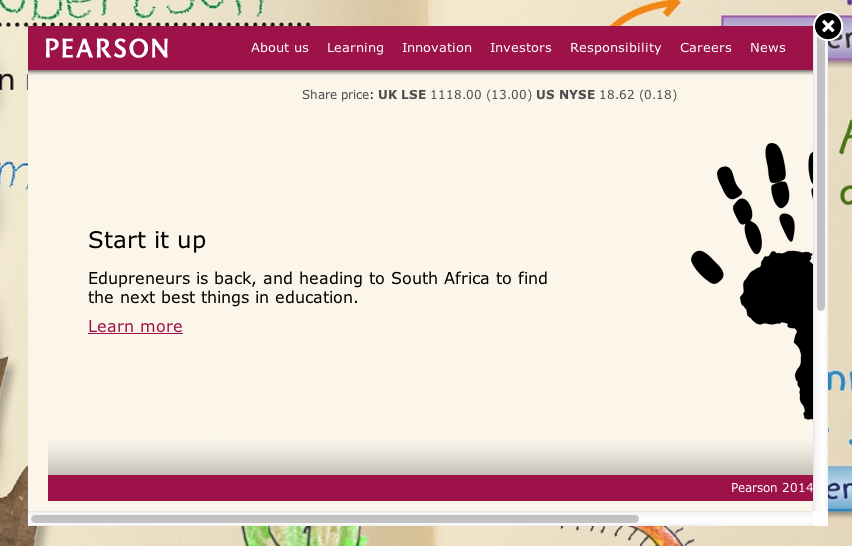 PEARSON
About us Learning Innovation Investors Responsibility Careers News
Share price: UK LSE 1118.00 (13.00) US NYSE 18.62 (0.18)
Start it up
Edupreneurs is back, and heading to South Africa to find
the next best things in education.
Learn more
Pearson 2014